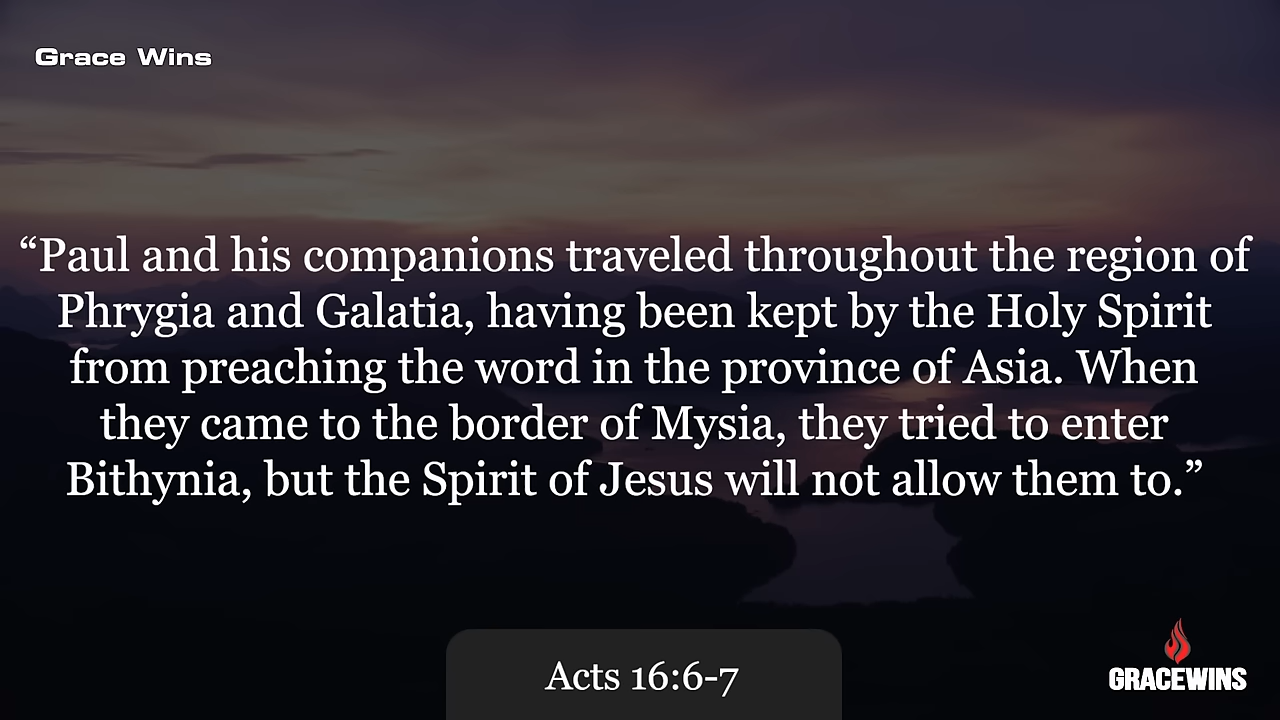 Grace Wins
“Paul and his companions traveled throughout the region of
Phrygia and Galatia, having been kept by the Holy Spirit
from preaching the word in the province of Asia. When
they came to the border of Mysia, they tried to enter
Bithynia, but the Spirit of Jesus will not allow them to.”
Acts 16:6-7
GRACEWINS